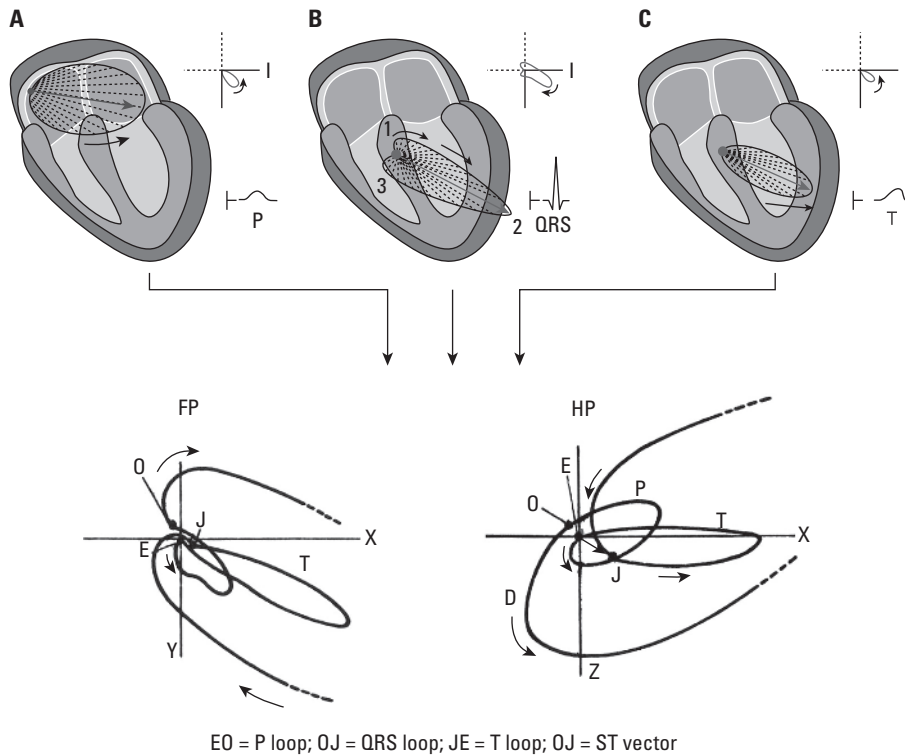 A
B
C
I
I
I
1
3
2
P
QRS
T
FP
HP
O
J
E
X
T
Y
E
O
P
T
X
J
D
Z
EO = P loop; OJ = QRS loop; JE = T loop; OJ = ST vector